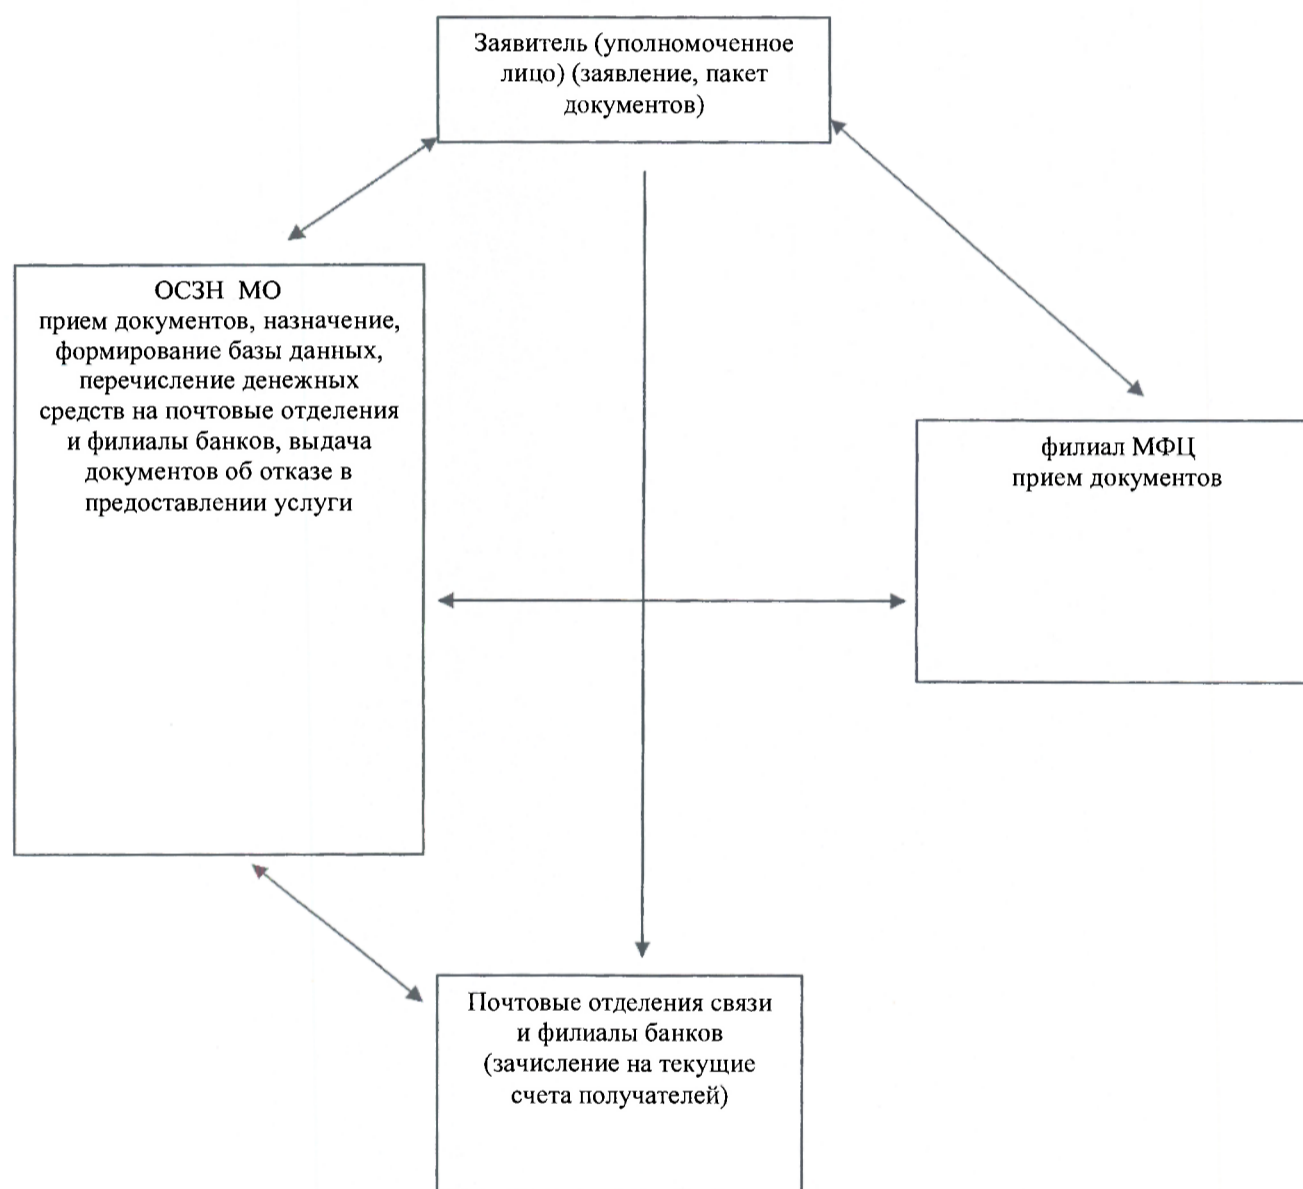 Заявитель (уполномоченное
лицо) (заявление, пакет
документов)
ОСЗН МО
прием документов, назначение,
формирование базы данных,
перечисление денежных
средств на почтовые отделения
и филиалы банков, выдача
документов об отказе в
предоставлении услуги
филиал МФЦ
прием документов
Почтовые отделения связи
и филиалы банков
(зачисление на текущие
счета получателей)